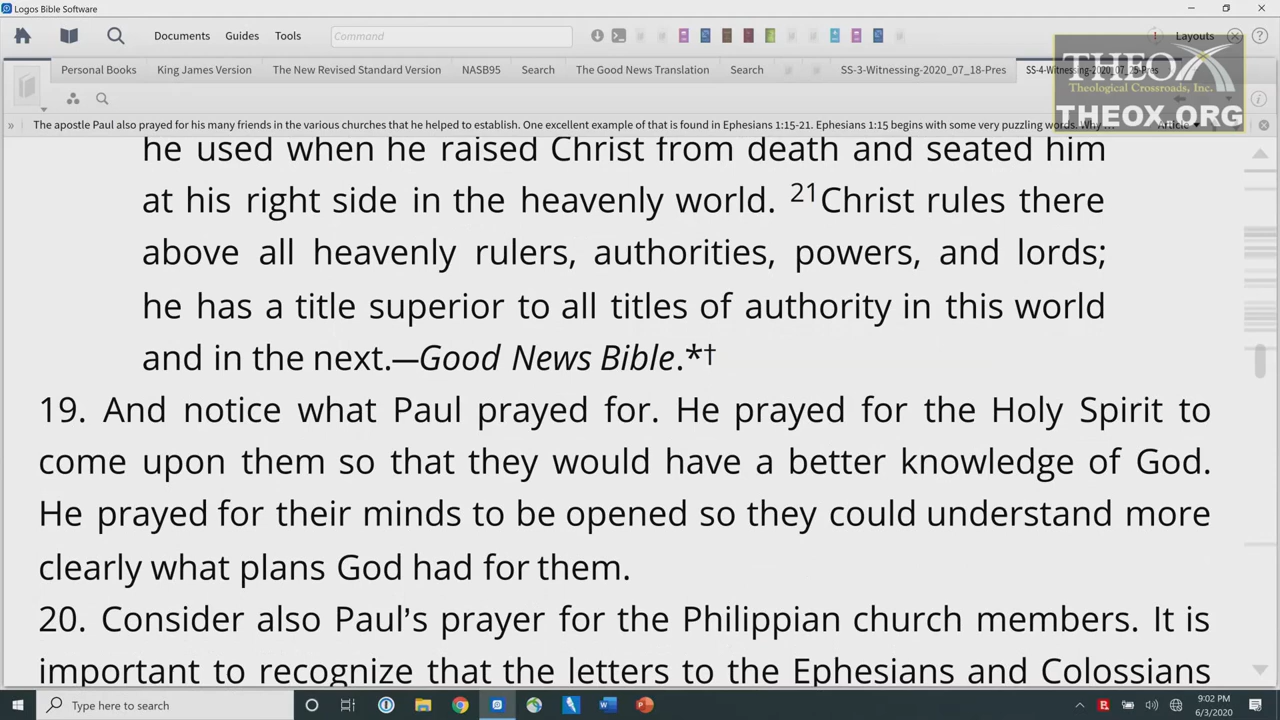 Logos Bible Software
Documents Guides Tools Command 1 Layouts
Personal Books King James Version The New Revised Standard NASB95 Search The Good News Translation Search SS-3-Witnessing-2020_07_18-Pres SS-4-Witnessing-2020_07_25-Pres
THEOX
Theological Crossroads, Inc.
THEOX.ORG
» The apostle Paul also prayed for his many friends in the various churches that he helped to establish. One excellent example of that is found in Ephesians 1:15-21. Ephesians 1:15 begins with some very puzzling words. Why ... Article
he used when he raised Christ from death and seated him
at his right side in the heavenly world. 21Christ rules there
above all heavenly rulers, authorities, powers, and lords;
he has a title superior to all titles of authority in this world
and in the next.—Good News Bible.*†
19. And notice what Paul prayed for. He prayed for the Holy Spirit to
come upon them so that they would have a better knowledge of God.
He prayed for their minds to be opened so they could understand more
clearly what plans God had for them.
20. Consider also Paul's prayer for the Philippian church members. It is
important to recognize that the letters to the Ephesians and Colossians
Type here to search
9:02 PM
6/3/2020